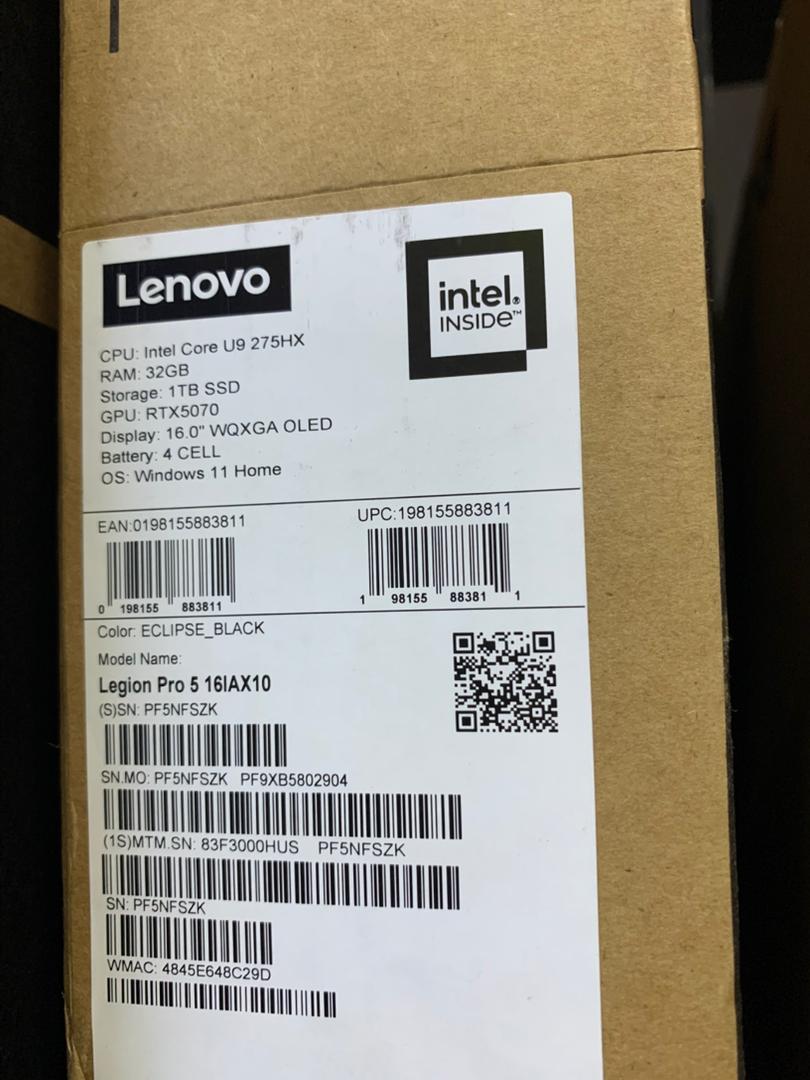 Lenovo
intel.
INSIDE™
CPU: Intel Core U9 275HX
RAM: 32GB
Storage: 1TB SSD
GPU: RTX5070
Display: 16.0" WQXGA OLED
Battery: 4 CELL
OS: Windows 11 Home
EAN:0198155883811
0 198155 883811
UPC:198155883811
1 98155 88381 1
Color: ECLIPSE_BLACK
Model Name:
Legion Pro 5 16IAX10
(S)SN: PF5NFSZK
SN.MO: PF5NFSZK PF9XB5802904
(1S)MTM.SN: 83F3000HUS PF5NFSZK
SN: PF5NFSZK
WMAC: 4845E648C29D